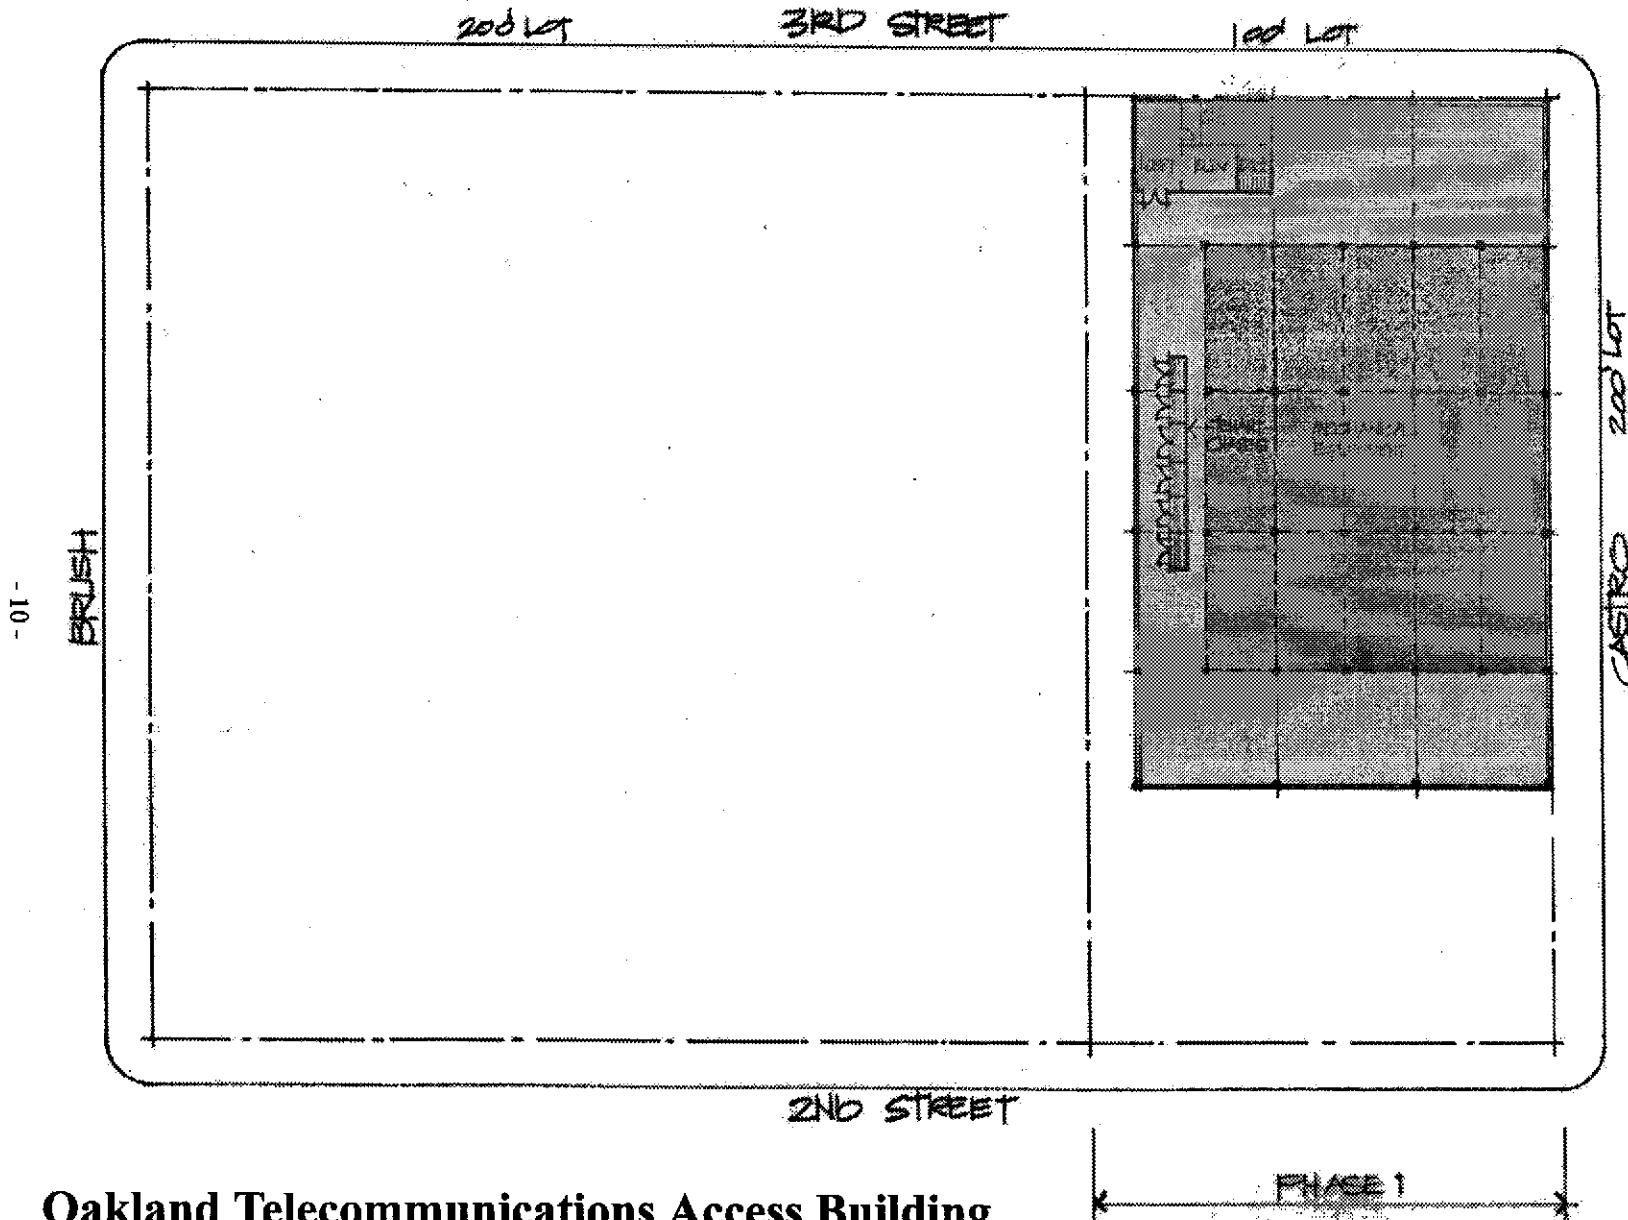 200' LOT
3RD STREET
100' LOT
200' LOT
CASTRO
BRUSH
- 10 -
2ND STREET
PHASE 1
Oakland Telecommunications Access Building